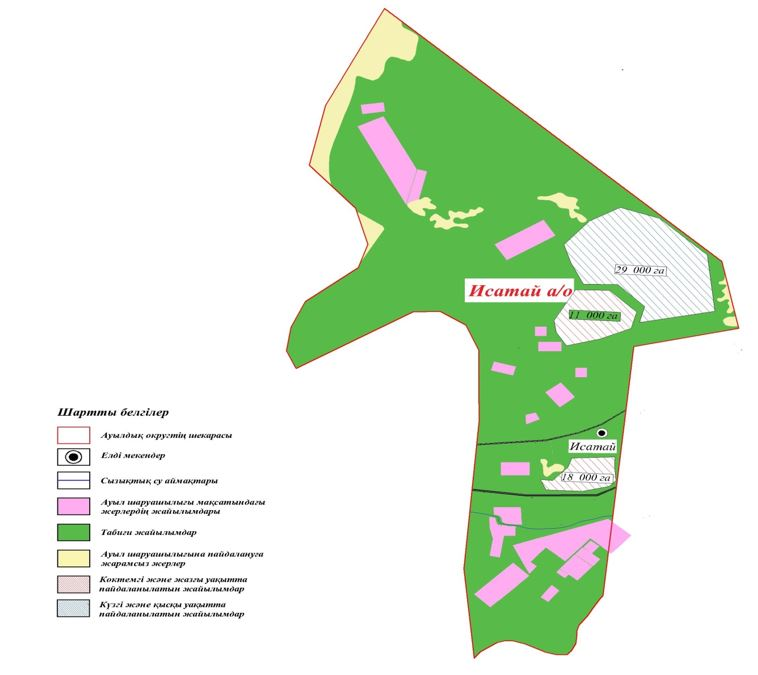 29 000 га
Исатай а/о
11 000 га
Исатай
18 000 га
Шартты белгілер
Ауылдық округтің шекарасы
Елді мекендер
Сызықтық су аймақтары
Ауыл шаруашылығы мақсатындағы
жерлердің жайылымдары
Табиғи жайылымдар
Ауыл шаруашылығына пайдалануға
жарамсыз жерлер
Көктемгі және жазғы уақытта
пайдаланылатын жайылымдар
Күзгі және қысқы уақытта
пайдаланылатын жайылымдар